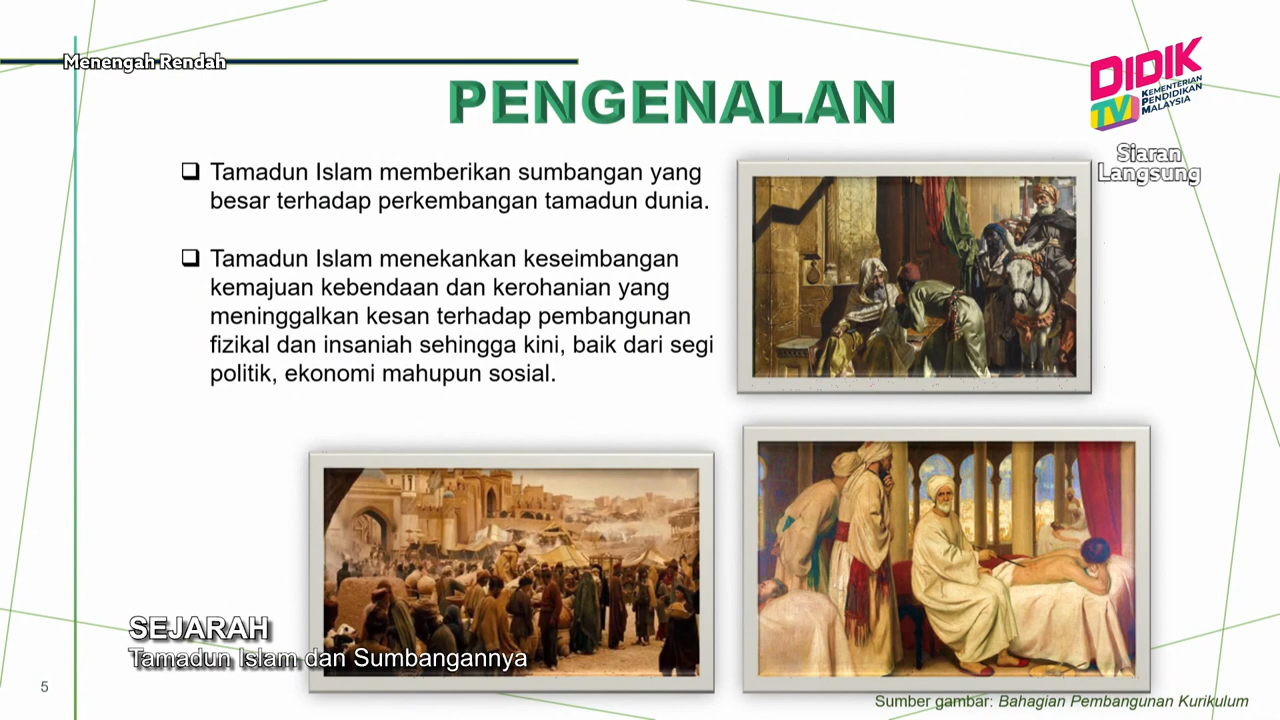 Menengah Rendah
PENGENALAN
DIDIK
TV
KEMENTERIAN
PENDIDIKAN
MALAYSIA
Siaran
Langsung
❑ Tamadun Islam memberikan sumbangan yang
besar terhadap perkembangan tamadun dunia.
❑ Tamadun Islam menekankan keseimbangan
kemajuan kebendaan dan kerohanian yang
meninggalkan kesan terhadap pembangunan
fizikal dan insaniah sehingga kini, baik dari segi
politik, ekonomi mahupun sosial.
SEJARAH
Tamadun Islam dan Sumbangannya
5
Sumber gambar: Bahagian Pembangunan Kurikulum